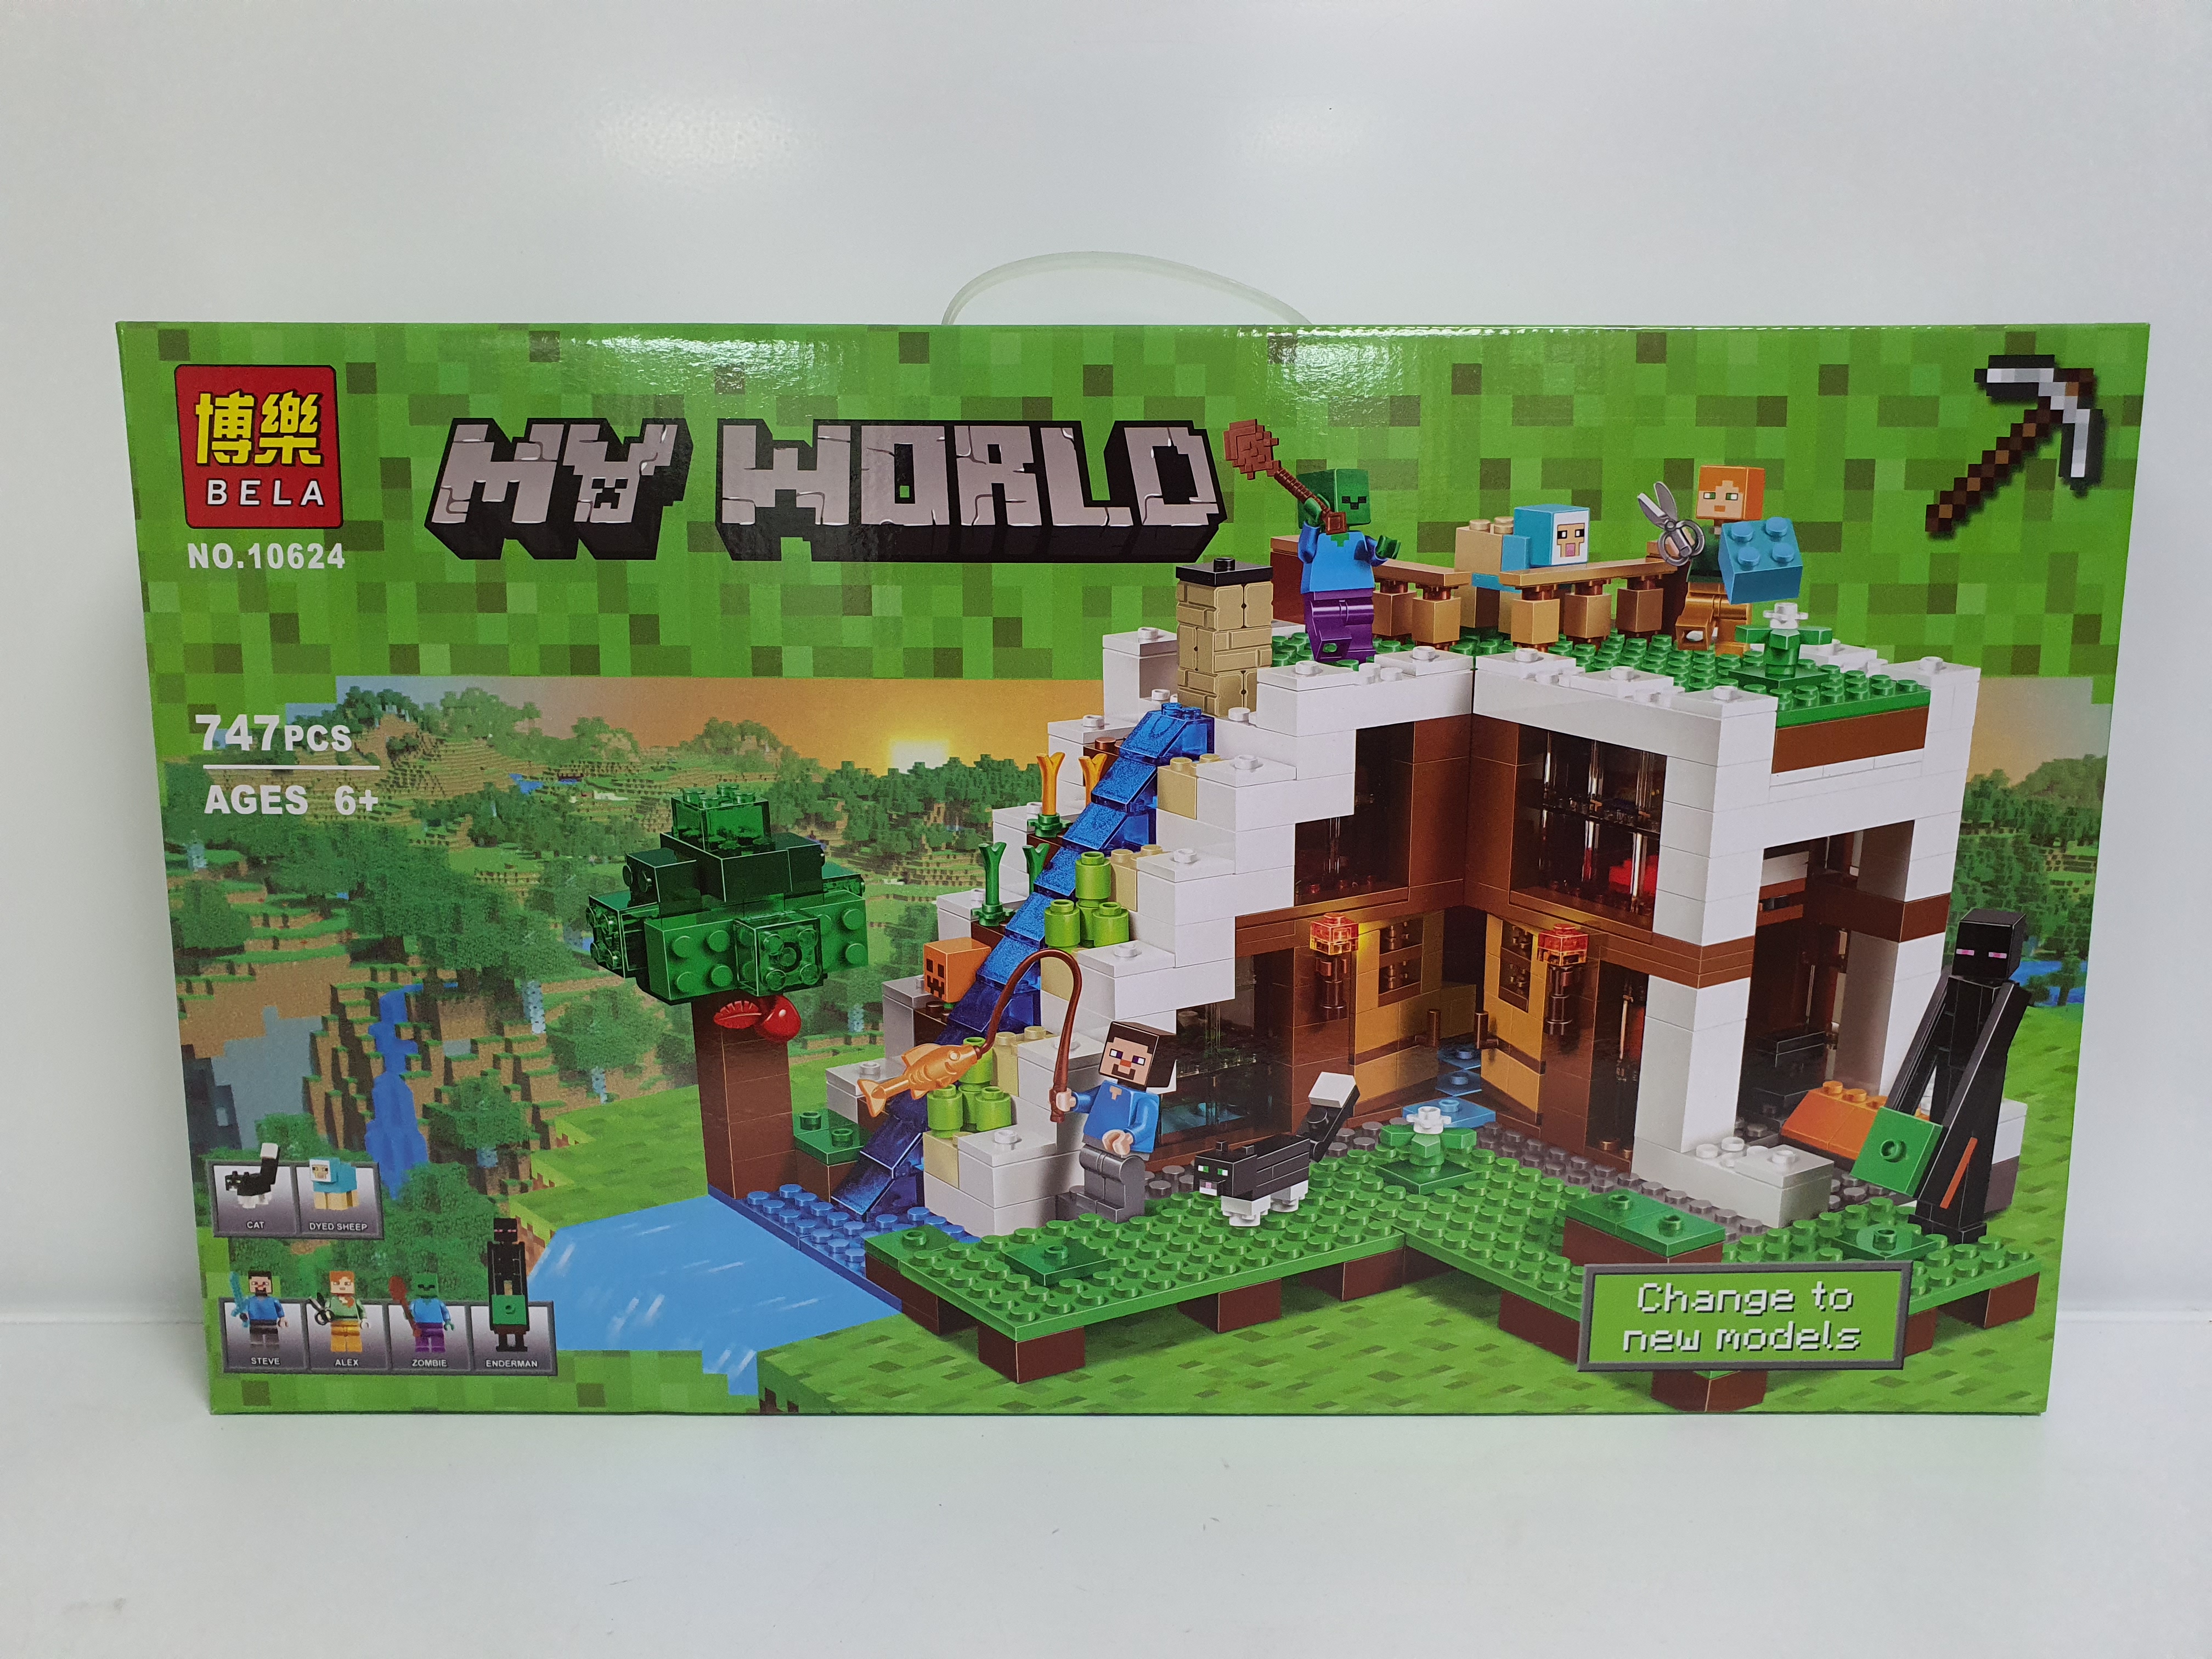 博樂
BELA
NO.10624
MY WORLD
747PCS
AGES 6+
CAT
DYED SHEEP
STEVE
ALEX
ZOMBIE
ENDERMAN
Change to
new models